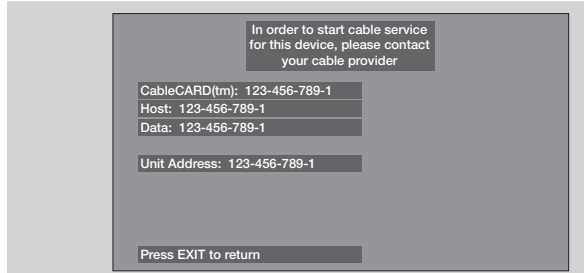 In order to start cable service
for this device, please contact
your cable provider
CableCARD(tm): 123-456-789-1
Host: 123-456-789-1
Data: 123-456-789-1
Unit Address: 123-456-789-1
Press EXIT to return